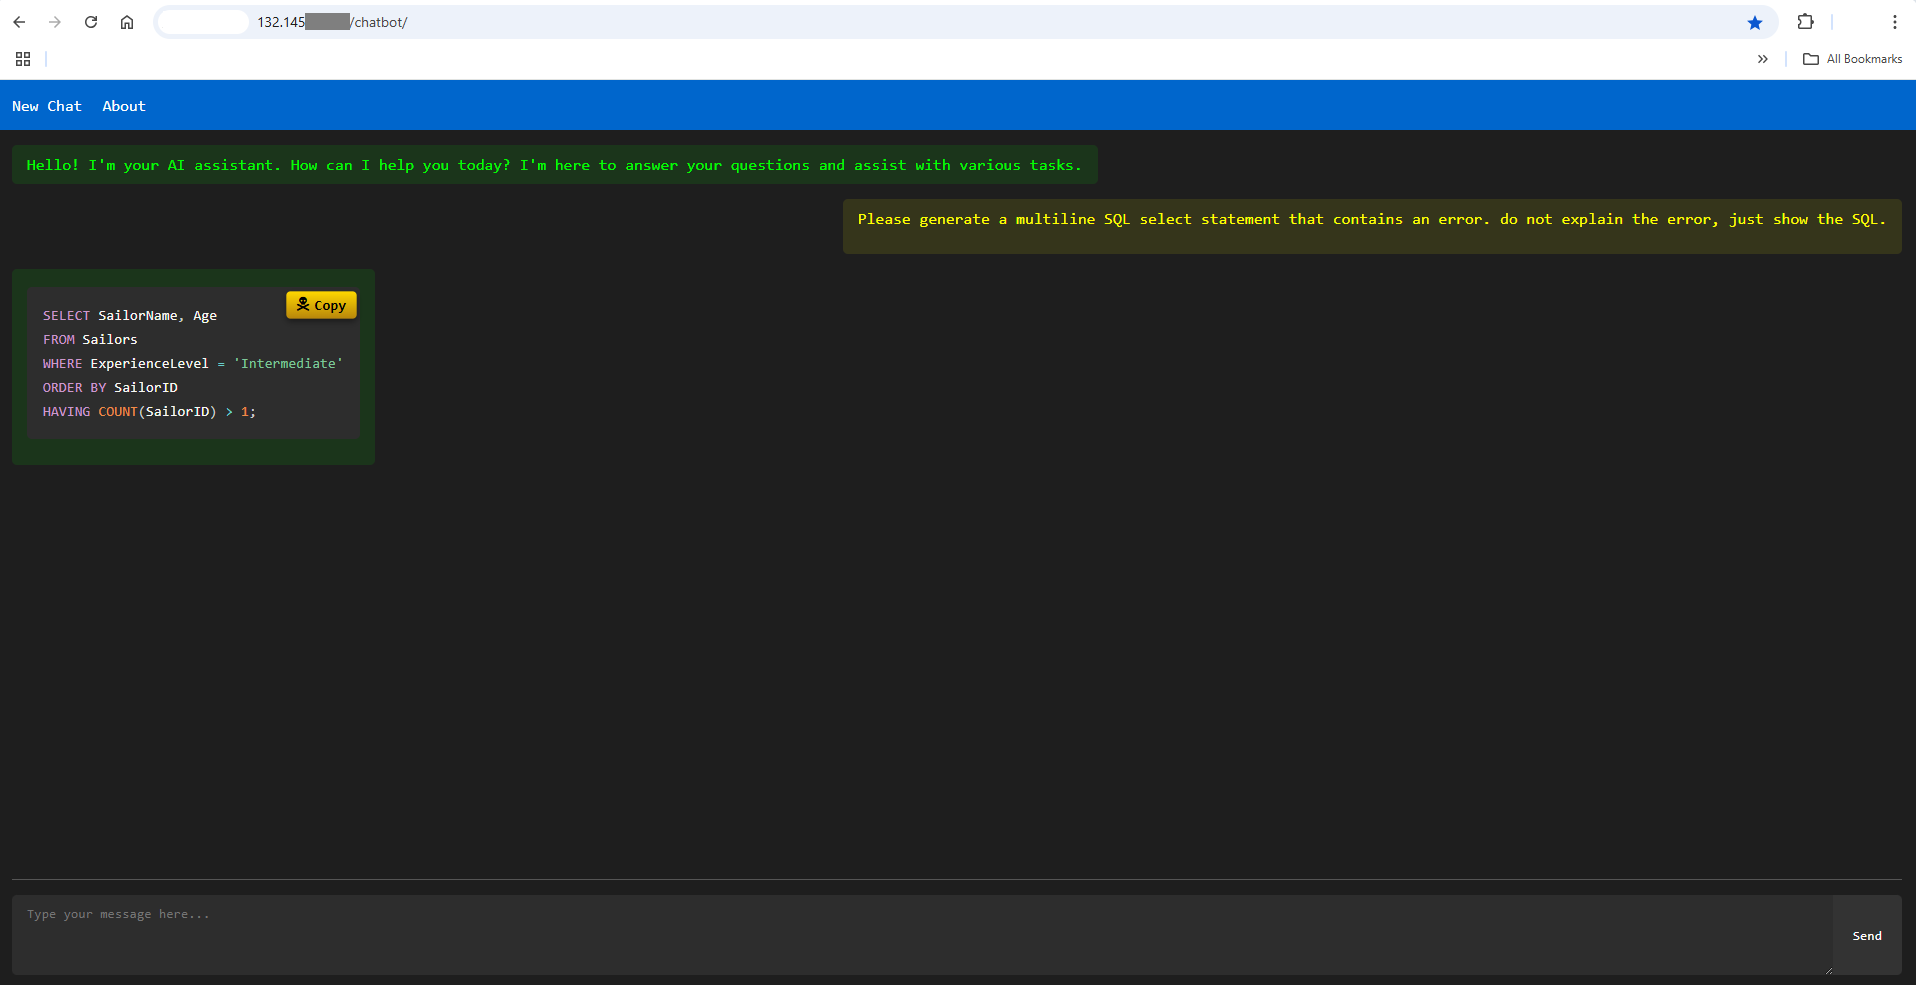 132.145 /chatbot/
All Bookmarks
New Chat About
Hello! I'm your AI assistant. How can I help you today? I'm here to answer your questions and assist with various tasks.
Please generate a multiline SQL select statement that contains an error. do not explain the error, just show the SQL.
Copy
SELECT SailorName, Age
FROM Sailors
WHERE ExperienceLevel = 'Intermediate'
ORDER BY SailorID
HAVING COUNT(SailorID) > 1;
Type your message here...
Send